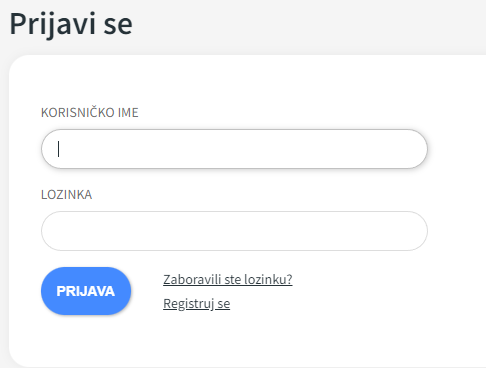 Prijavi se
KORISNIČKO IME
LOZINKA
PRIJAVA
Zaboravili ste lozinku?
Registruj se